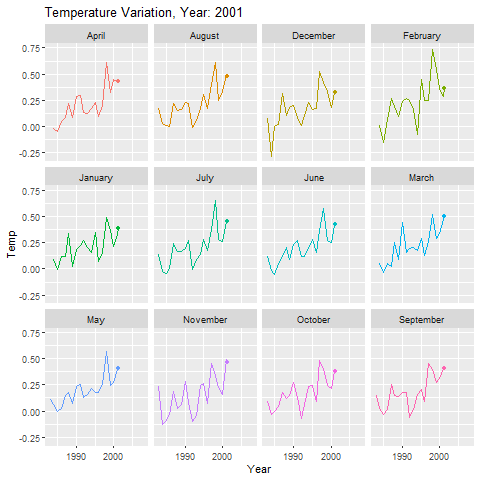 Temperature Variation, Year: 2001
April August December February
0.75
0.50
0.25
0.00
-0.25
January July June March
0.75
0.50
0.25
0.00
-0.25
Temp
May November October September
0.75
0.50
0.25
0.00
-0.25
1990 2000 1990 2000 1990 2000 1990 2000
Year